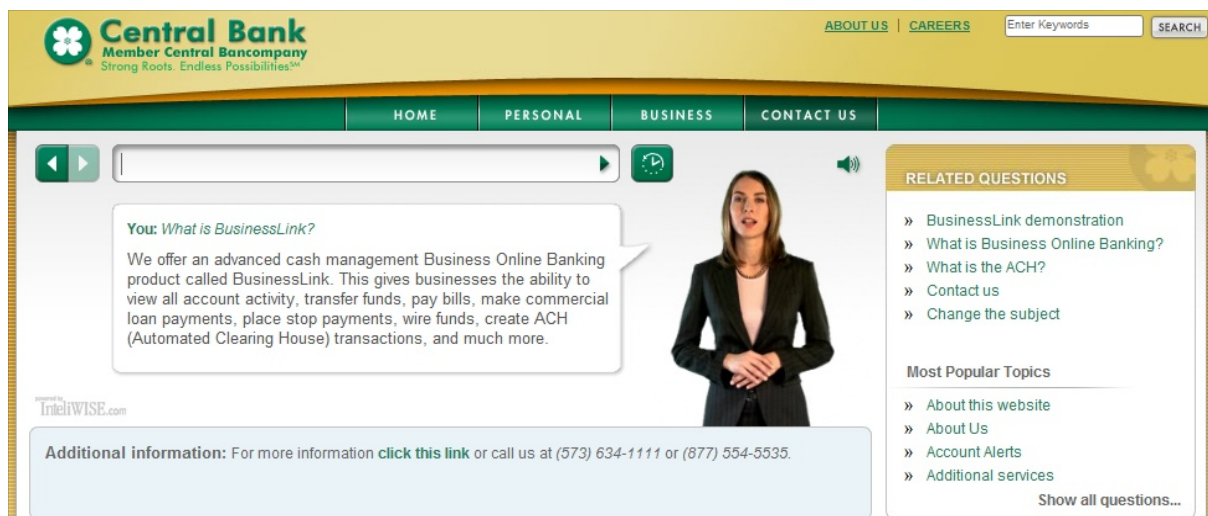 Central Bank
Member Central Bancompany
Strong Roots. Endless Possibilities.℠
ABOUT US | CAREERS
Enter Keywords
SEARCH
HOME
PERSONAL
BUSINESS
CONTACT US
You: What is BusinessLink?
We offer an advanced cash management Business Online Banking
product called BusinessLink. This gives businesses the ability to
view all account activity, transfer funds, pay bills, make commercial
loan payments, place stop payments, wire funds, create ACH
(Automated Clearing House) transactions, and much more.
powered by
InteliWISE.com
Additional information: For more information click this link or call us at (573) 634-1111 or (877) 554-5535.
RELATED QUESTIONS
» BusinessLink demonstration
» What is Business Online Banking?
» What is the ACH?
» Contact us
» Change the subject
Most Popular Topics
» About this website
» About Us
» Account Alerts
» Additional services
Show all questions...